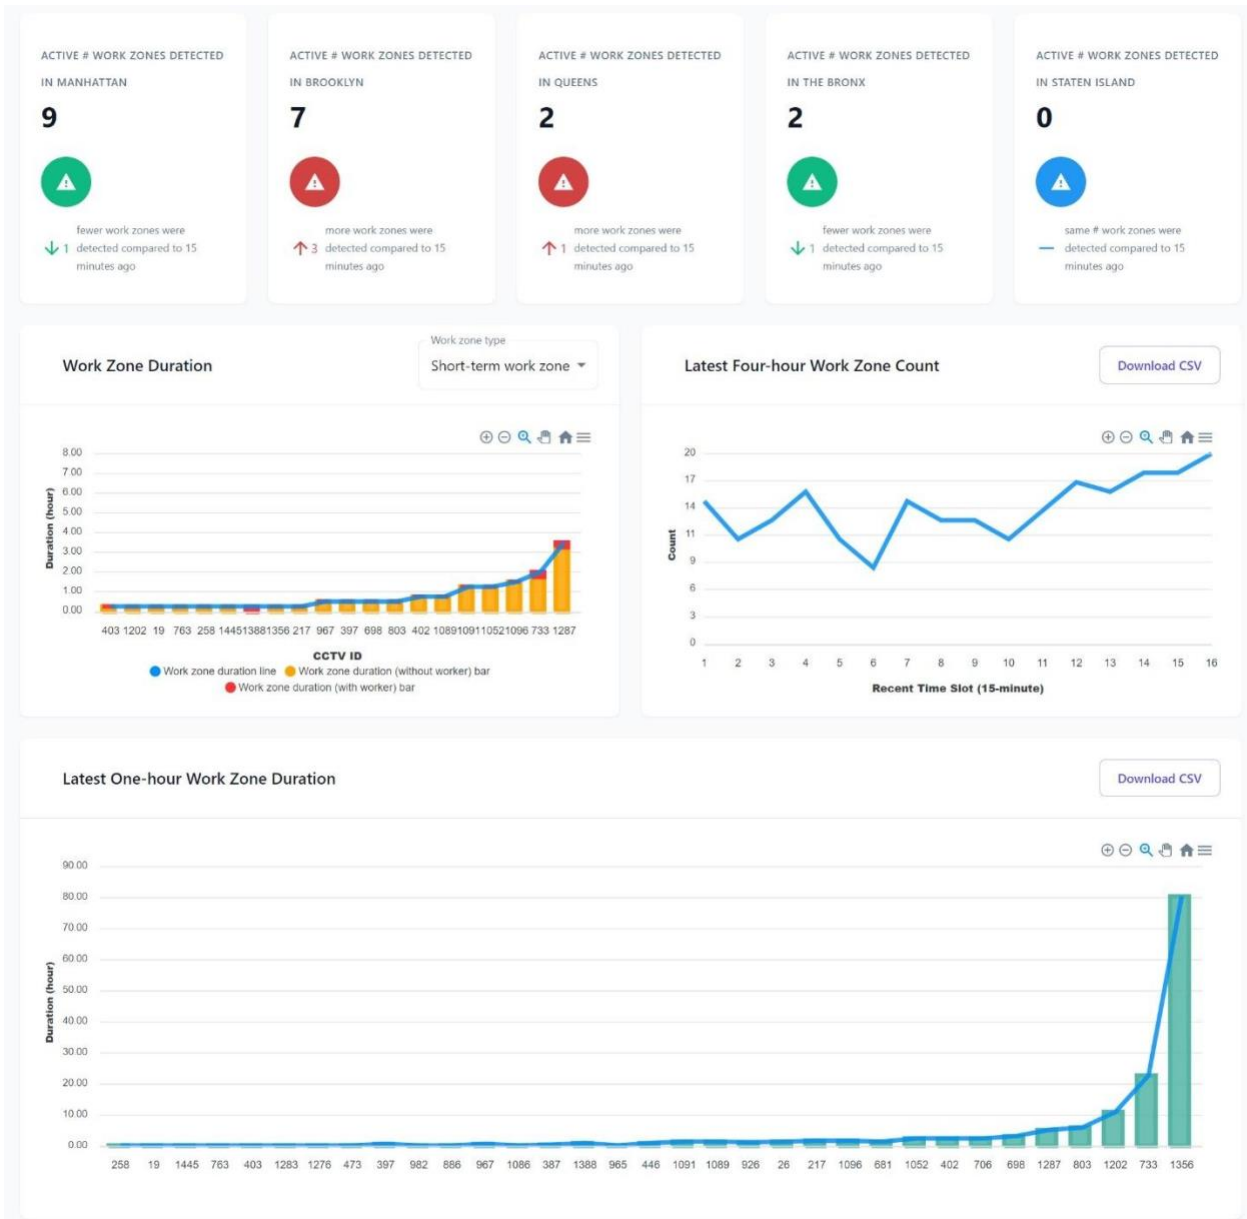 ACTIVE # WORK ZONES DETECTED
IN MANHATTAN
9
1
fewer work zones were
detected compared to 15
minutes ago
ACTIVE # WORK ZONES DETECTED
IN BROOKLYN
7
3
more work zones were
detected compared to 15
minutes ago
ACTIVE # WORK ZONES DETECTED
IN QUEENS
2
1
more work zones were
detected compared to 15
minutes ago
ACTIVE # WORK ZONES DETECTED
IN THE BRONX
2
1
fewer work zones were
detected compared to 15
minutes ago
ACTIVE # WORK ZONES DETECTED
IN STATEN ISLAND
0
same # work zones were
detected compared to 15
minutes ago
Work Zone Duration
Work zone type
Short-term work zone
Duration (hour)
8.00
7.00
6.00
5.00
4.00
3.00
2.00
1.00
0.00
403 1202 19 763 258 1445 1388 1356 217 967 397 698 803 402 1089 1091 1052 1096 733 1287
CCTV ID
Work zone duration line Work zone duration (without worker) bar
Work zone duration (with worker) bar
Latest Four-hour Work Zone Count
Download CSV
Count
20
17
14
11
9
6
3
0
1 2 3 4 5 6 7 8 9 10 11 12 13 14 15 16
Recent Time Slot (15-minute)
Latest One-hour Work Zone Duration
Download CSV
Duration (hour)
90.00
80.00
70.00
60.00
50.00
40.00
30.00
20.00
10.00
0.00
258 19 1445 763 403 1283 1276 473 397 982 886 967 1086 387 1388 965 446 1091 1089 926 26 217 1096 681 1052 402 706 698 1287 803 1202 733 1356